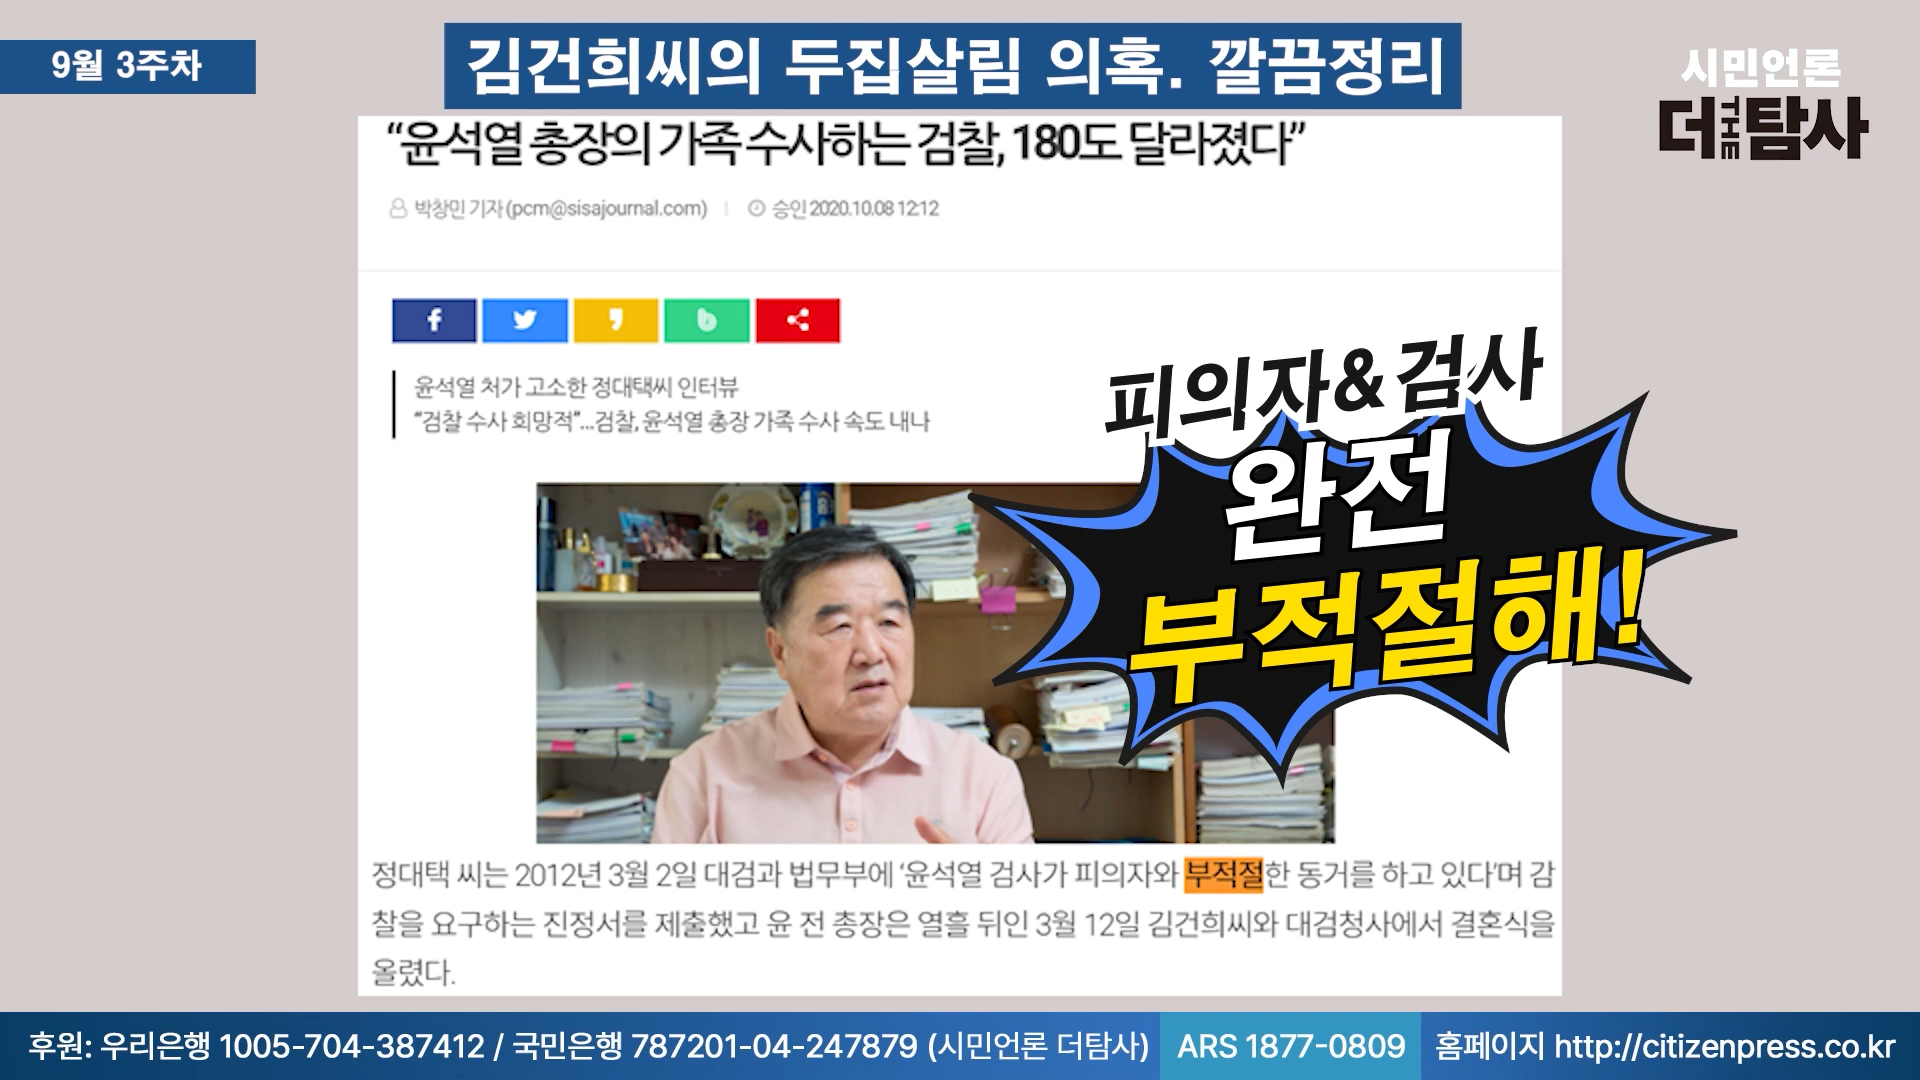 9월 3주차
김건희씨의 두집살림 의혹. 깔끔정리
시민언론
더탐사
THE
“윤석열 총장의 가족 수사하는 검찰, 180도 달라졌다”
박창민 기자 (pcm@sisajournal.com) | 승인 2020.10.08 12:12
윤석열 처가 고소한 정대택씨 인터뷰
“검찰 수사 희망적”...검찰, 윤석열 총장 가족 수사 속도 내나
피의자&검사
완전
부적절해!
정대택 씨는 2012년 3월 2일 대검과 법무부에 ‘윤석열 검사가 피의자와 부적절한 동거를 하고 있다’며 감
찰을 요구하는 진정서를 제출했고 윤 전 총장은 열흘 뒤인 3월 12일 김건희씨와 대검청사에서 결혼식을
올렸다.
후원: 우리은행 1005-704-387412 / 국민은행 787201-04-247879 (시민언론 더탐사) ARS 1877-0809 홈페이지 http://citizenpress.co.kr